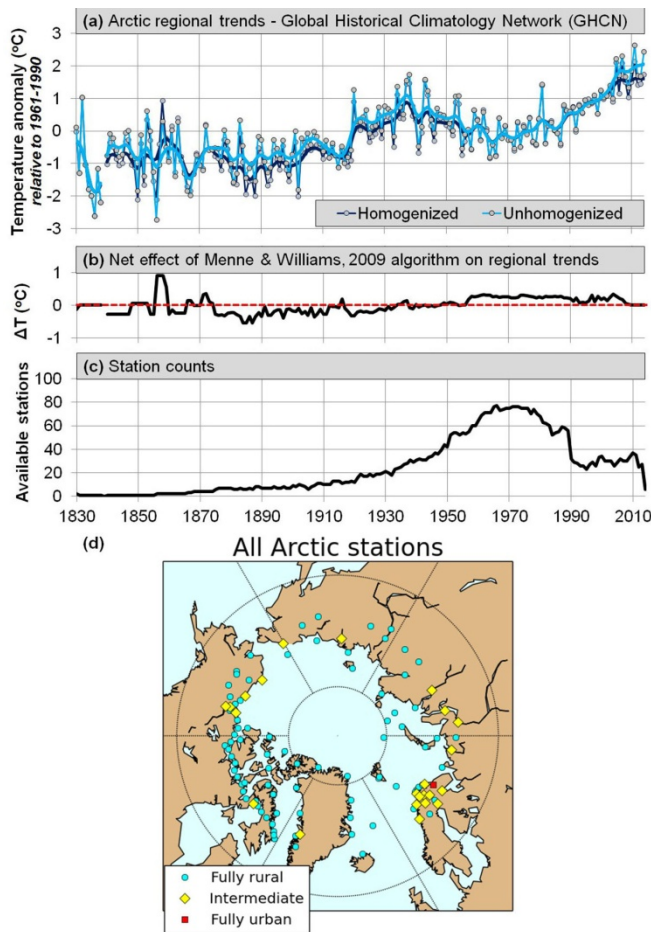 (a) Arctic regional trends - Global Historical Climatology Network (GHCN)
Temperature anomaly (ºC)
relative to 1961-1990
3
2
1
0
-1
-2
-3
Homogenized
Unhomogenized
(b) Net effect of Menne & Williams, 2009 algorithm on regional trends
ΔT (ºC)
1
0
-1
(c) Station counts
Available stations
100
80
60
40
20
0
1830 1850 1870 1890 1910 1930 1950 1970 1990 2010
(d)
All Arctic stations
Fully rural
Intermediate
Fully urban